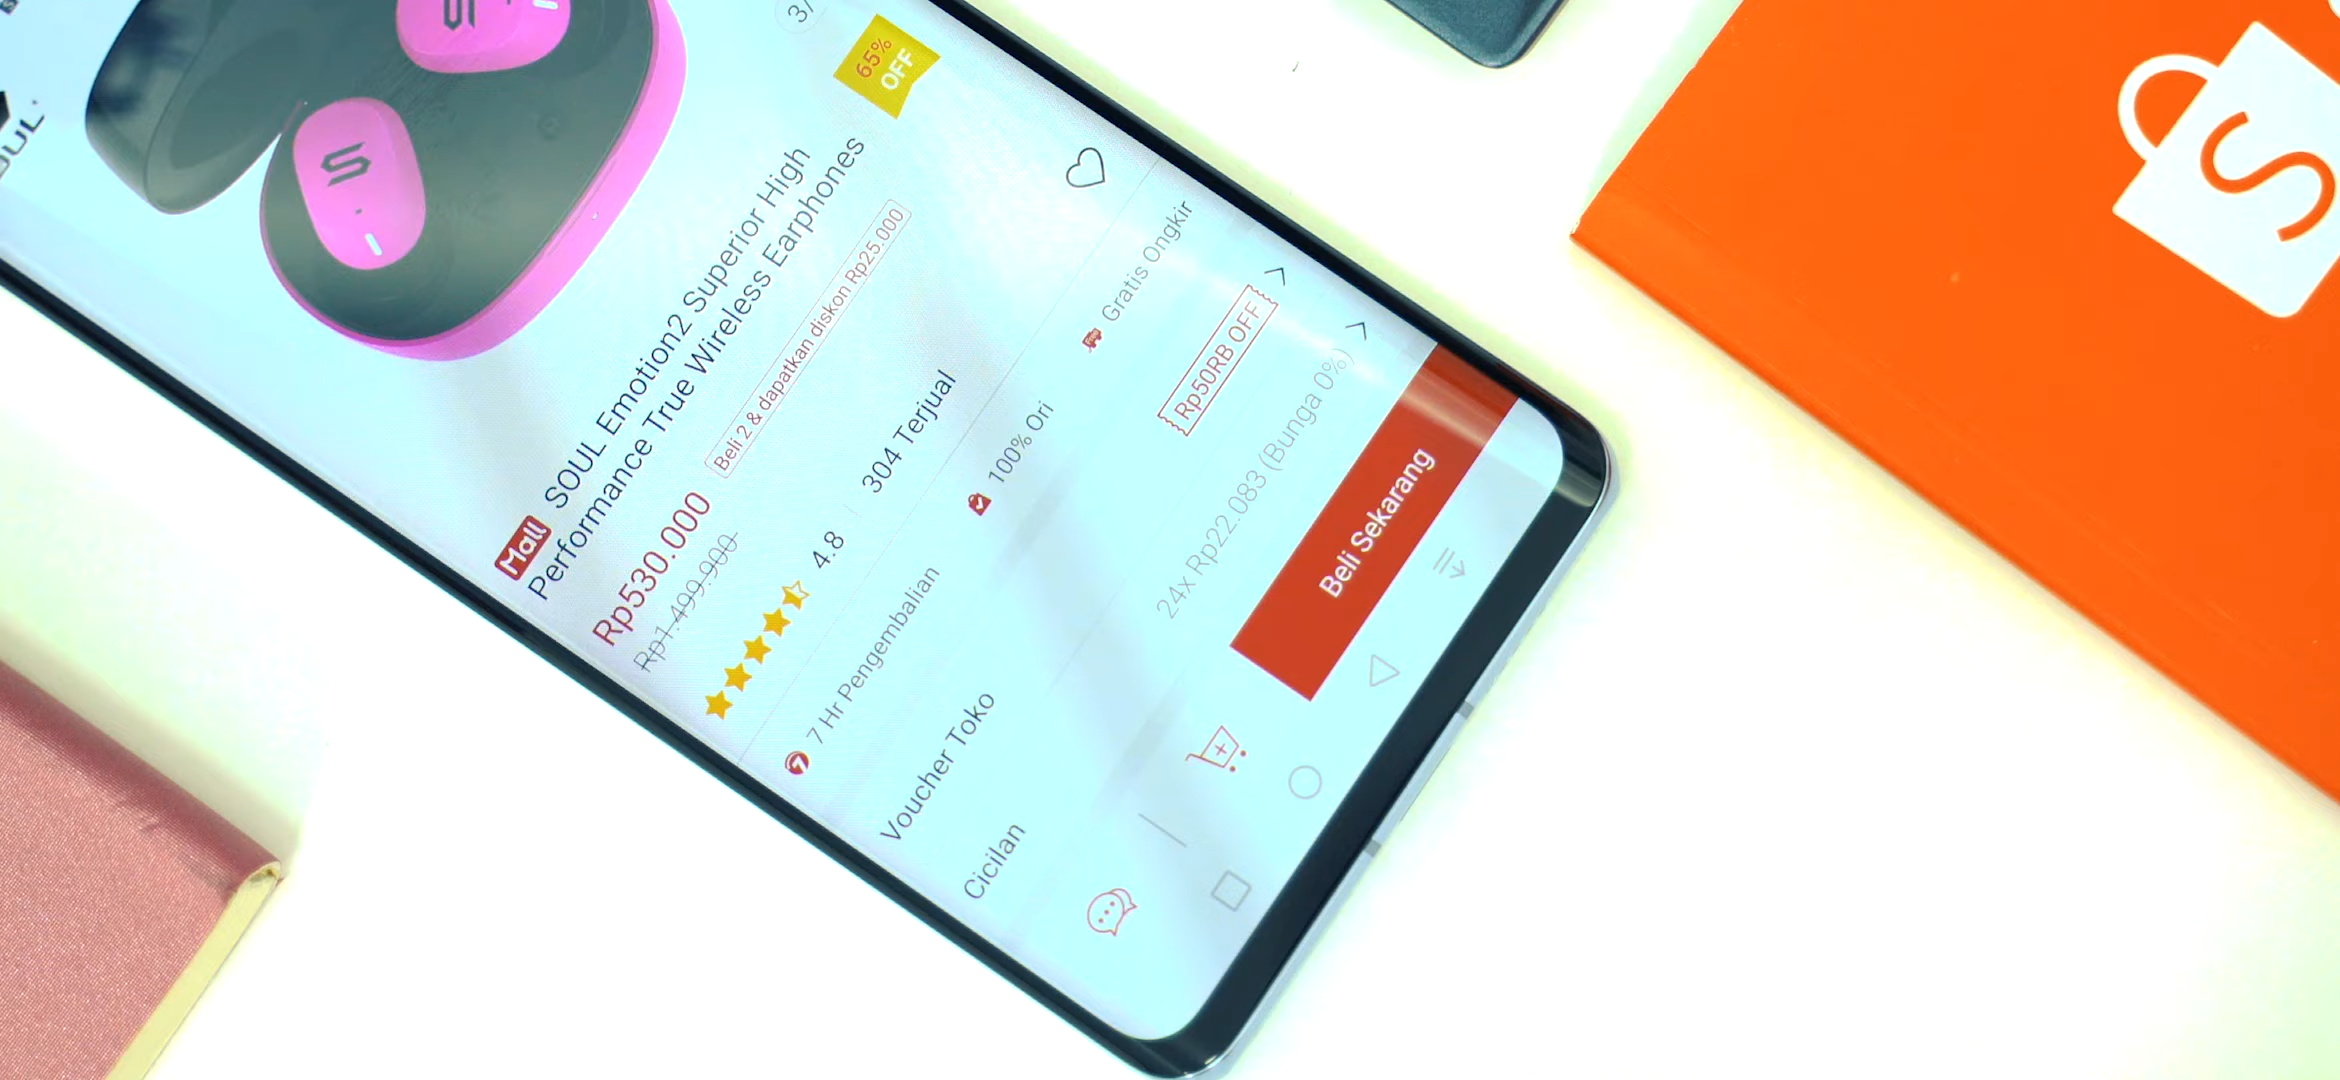 65%
OFF
Mall SOUL Emotion2 Superior High
Performance True Wireless Earphones
Rp530.000 Beli 2 & dapatkan diskon Rp25.000
Rp1.499.900
4.8 304 Terjual
7 Hr Pengembalian 100% Ori Gratis Ongkir
Voucher Toko Rp50RB OFF
Cicilan 24x Rp22.083 (Bunga 0%)
Beli Sekarang